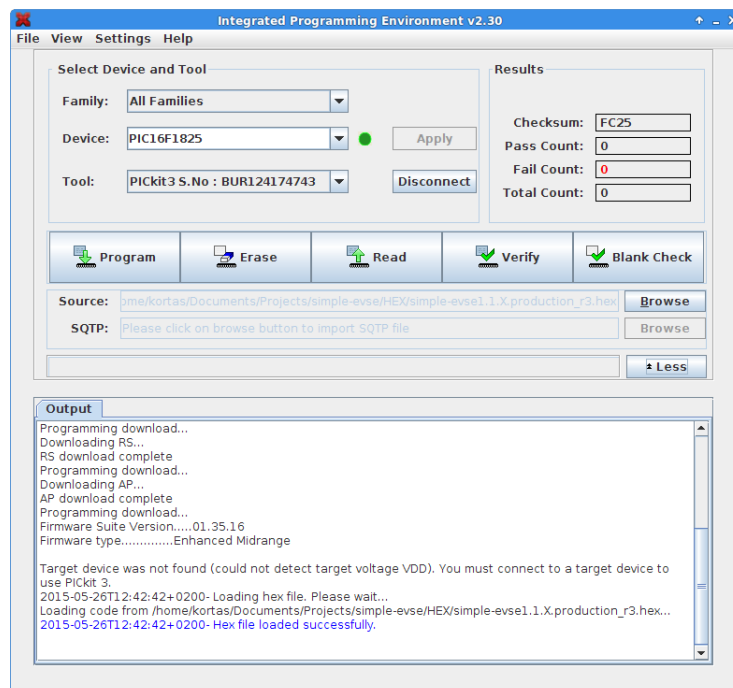 Integrated Programming Environment v2.30
File View Settings Help
Select Device and Tool
Family: All Families
Device: PIC16F1825 Apply
Tool: PICkit3 S.No : BUR124174743 Disconnect
Results
Checksum: FC25
Pass Count: 0
Fail Count: 0
Total Count: 0
Program Erase Read Verify Blank Check
Source: ome/kortas/Documents/Projects/simple-evse/HEX/simple-evse1.1.X.production_r3.hex Browse
SQTP: Please click on browse button to import SQTP file Browse
Less
Output
Programming download...
Downloading RS...
RS download complete
Programming download...
Downloading AP...
AP download complete
Programming download...
Firmware Suite Version.....01.35.16
Firmware type..............Enhanced Midrange
Target device was not found (could not detect target voltage VDD). You must connect to a target device to
use PICkit 3.
2015-05-26T12:42:42+0200- Loading hex file. Please wait...
Loading code from /home/kortas/Documents/Projects/simple-evse/HEX/simple-evse1.1.X.production_r3.hex...
2015-05-26T12:42:42+0200- Hex file loaded successfully.